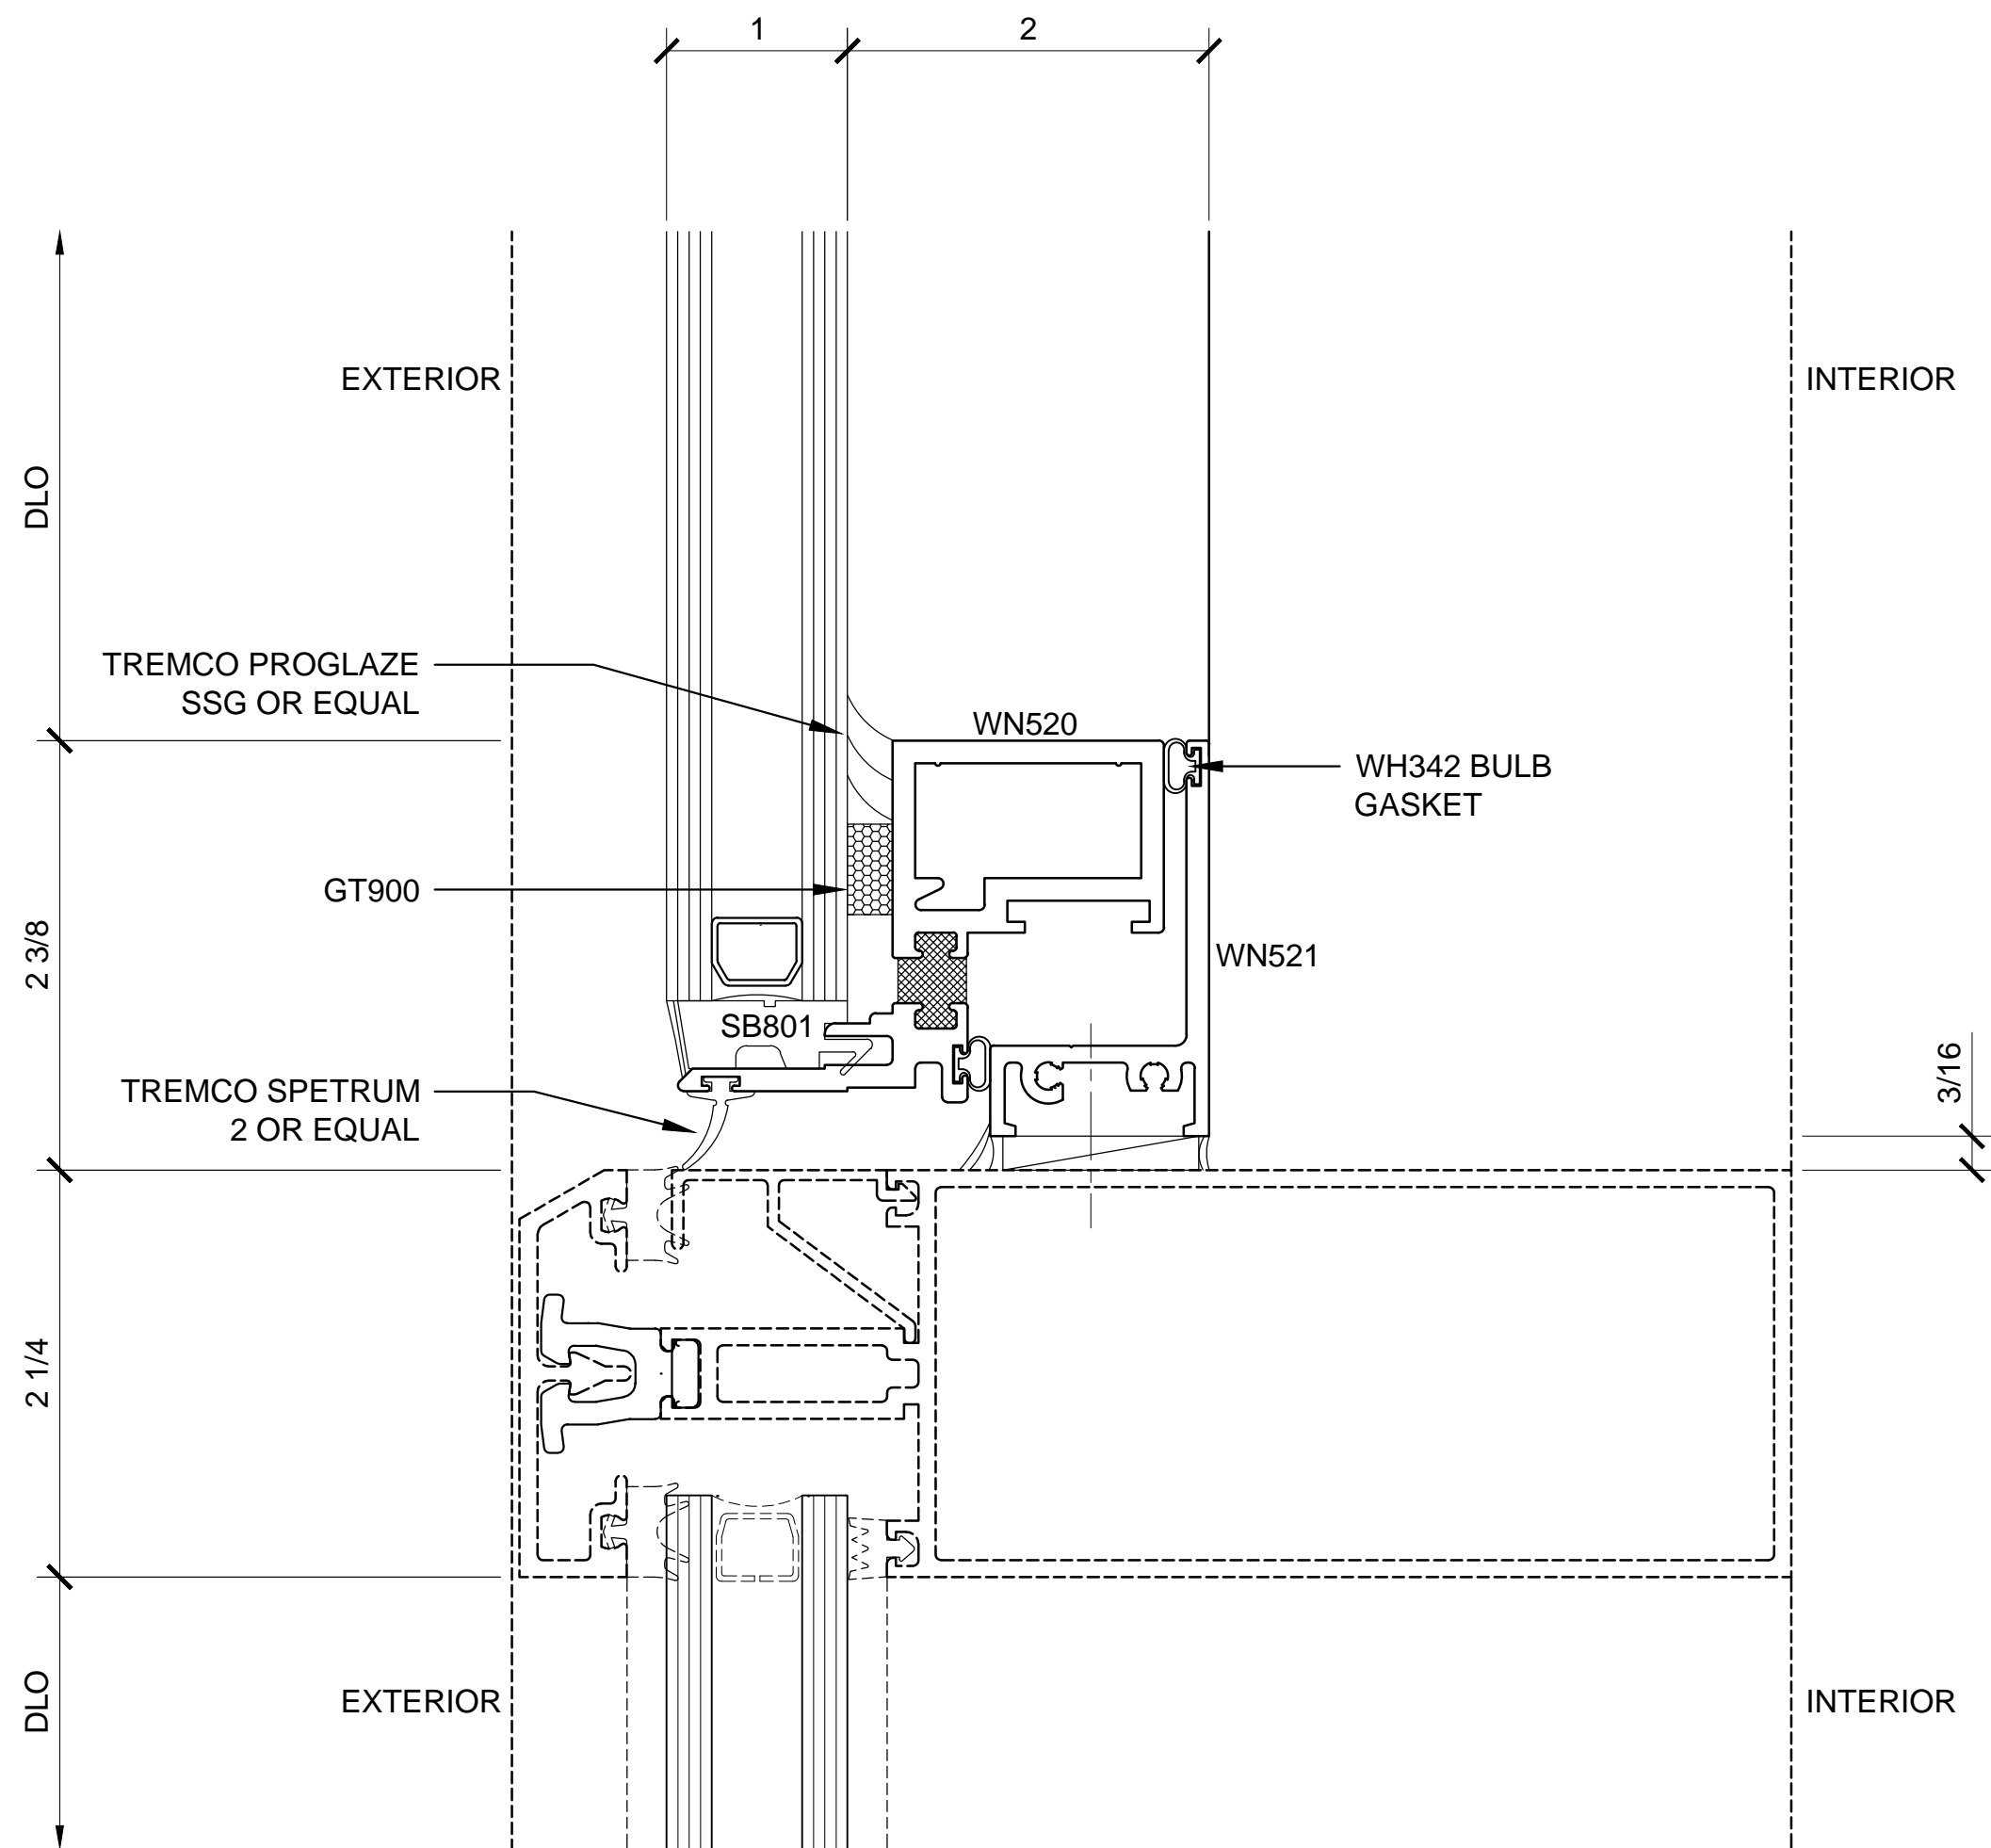 1
2
EXTERIOR
INTERIOR
DLO
TREMCO PROGLAZE
SSG OR EQUAL
WN520
WH342 BULB
GASKET
GT900
2 3/8
WN521
SB801
TREMCO SPETRUM
2 OR EQUAL
3/16
2 1/4
DLO
EXTERIOR
INTERIOR